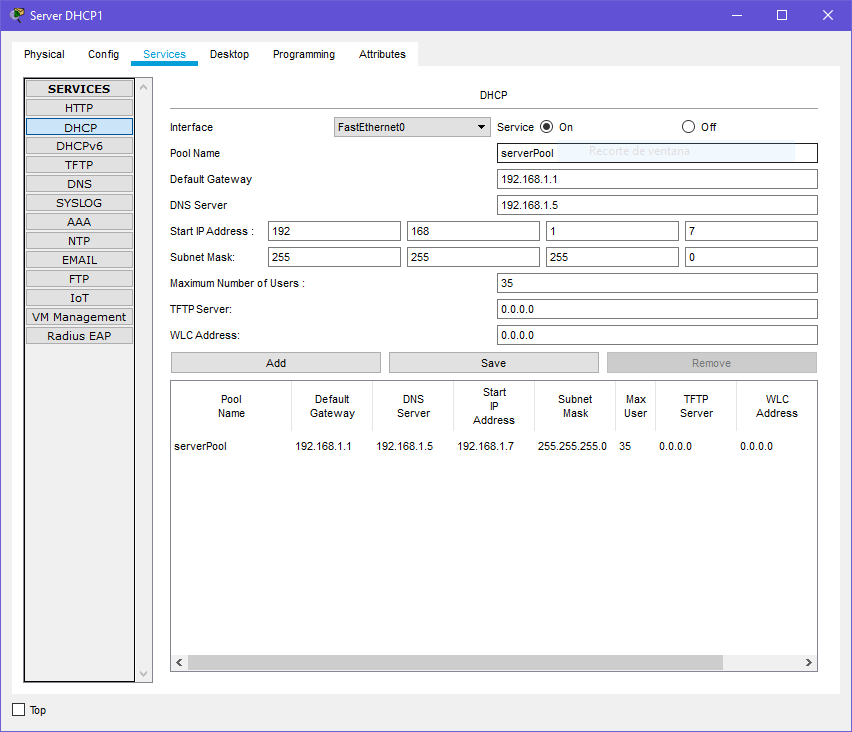 Server DHCP1
Physical Config Services Desktop Programming Attributes
SERVICES
HTTP
DHCP
DHCPv6
TFTP
DNS
SYSLOG
AAA
NTP
EMAIL
FTP
IoT
VM Management
Radius EAP
DHCP
Interface FastEthernet0 Service On Off
Pool Name serverPool Recorte de ventana
Default Gateway 192.168.1.1
DNS Server 192.168.1.5
Start IP Address : 192 168 1 7
Subnet Mask: 255 255 255 0
Maximum Number of Users : 35
TFTP Server: 0.0.0.0
WLC Address: 0.0.0.0
Add Save Remove
Pool Name Default Gateway DNS Server Start IP Address Subnet Mask Max User TFTP Server WLC Address
serverPool 192.168.1.1 192.168.1.5 192.168.1.7 255.255.255.0 35 0.0.0.0 0.0.0.0
Top